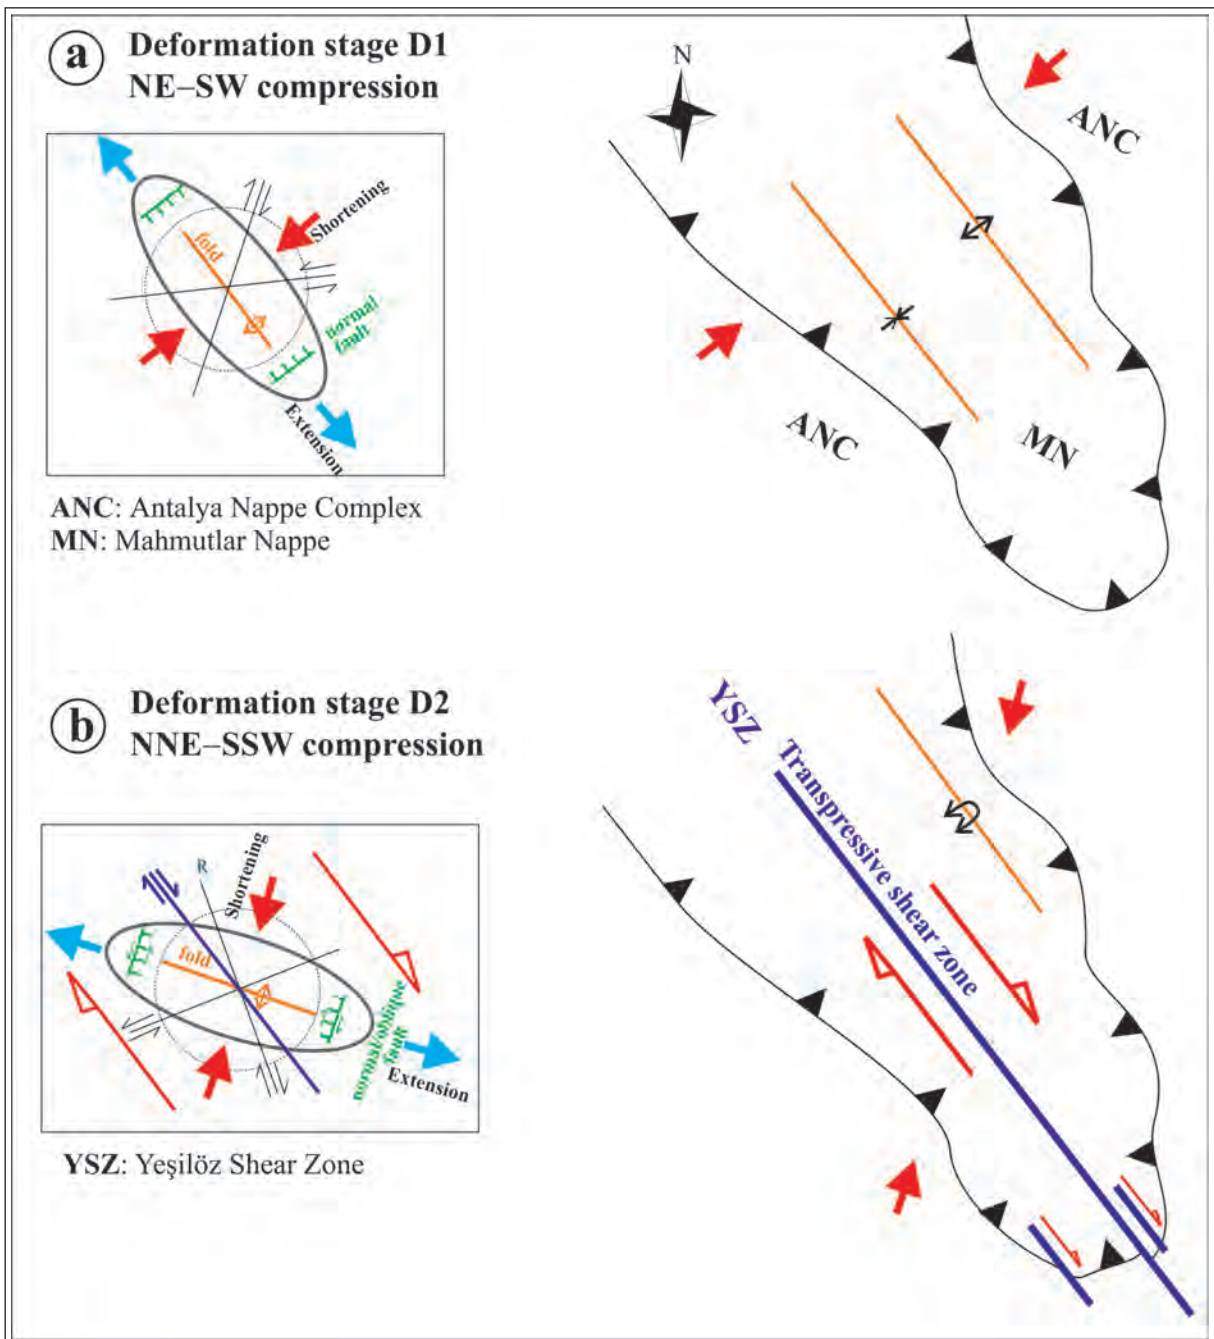 a
Deformation stage D1
NE–SW compression
Shortening
fold
normal
fault
Extension
ANC: Antalya Nappe Complex
MN: Mahmutlar Nappe
N
ANC
ANC
MN
b
Deformation stage D2
NNE–SSW compression
R
Shortening
fold
normal/oblique
fault
Extension
YSZ: Yeşilöz Shear Zone
YSZ
Transpressive shear zone